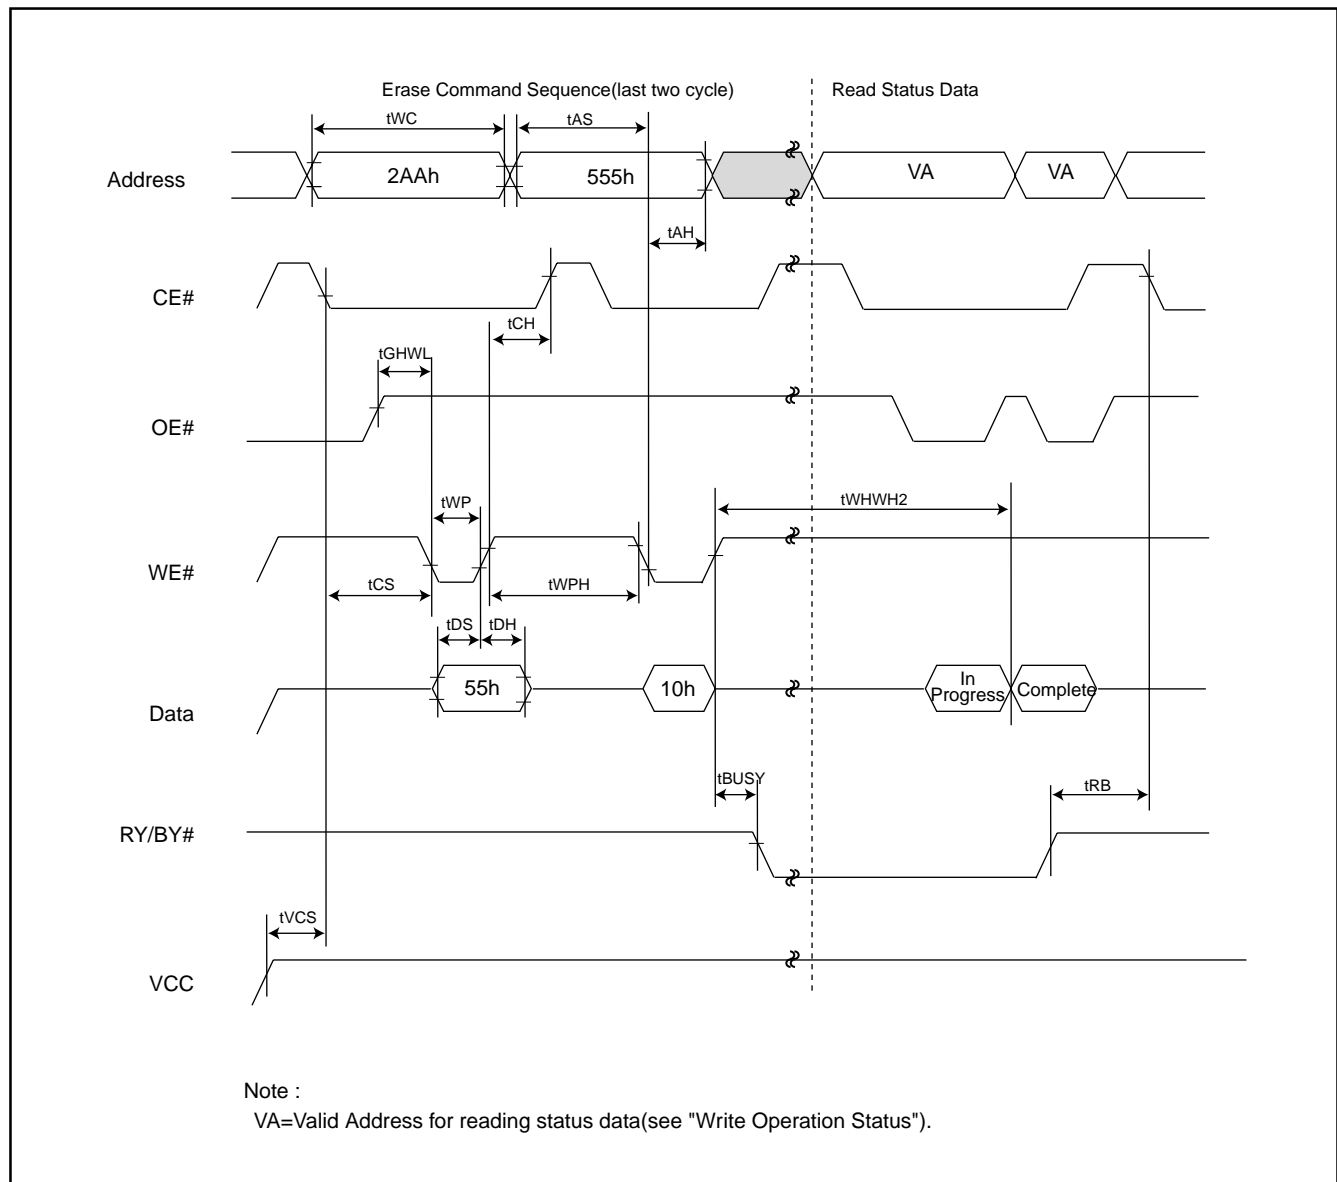 Erase Command Sequence(last two cycle)
Read Status Data
tWC
tAS
Address
2AAh
555h
VA
VA
tAH
CE#
tCH
tGHWL
OE#
tWP
tWHWH2
WE#
tCS
tWPH
tDS
tDH
55h
10h
In
Progress
Complete
Data
tBUSY
tRB
RY/BY#
tVCS
VCC
Note :
VA=Valid Address for reading status data(see "Write Operation Status").